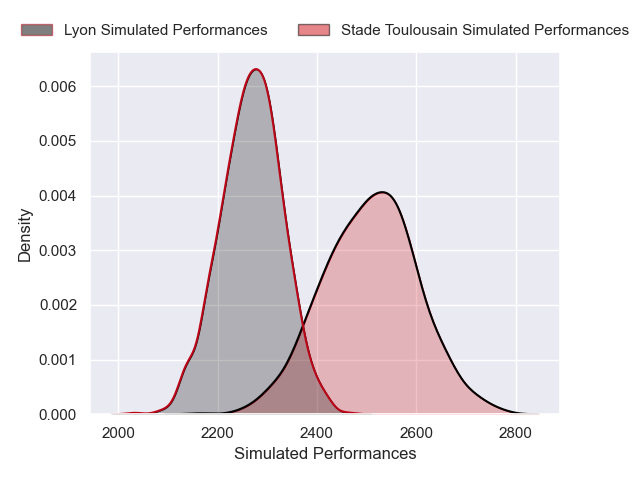 Lyon Simulated Performances
Stade Toulousain Simulated Performances
0.006
0.005
0.004
0.003
0.002
0.001
0.000
Density
2000 2200 2400 2600 2800
Simulated Performances